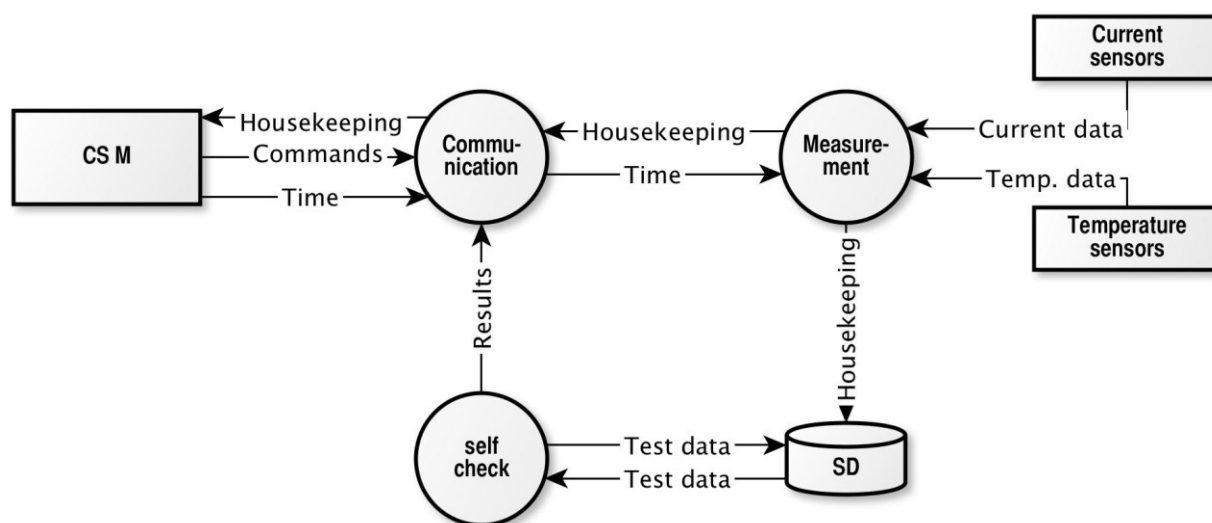 Current
sensors
Housekeeping
Commands
Time
CS M
Commu-
nication
Housekeeping
Time
Measure-
ment
Current data
Temp. data
Temperature
sensors
Results
Housekeeping
self
check
Test data
Test data
SD